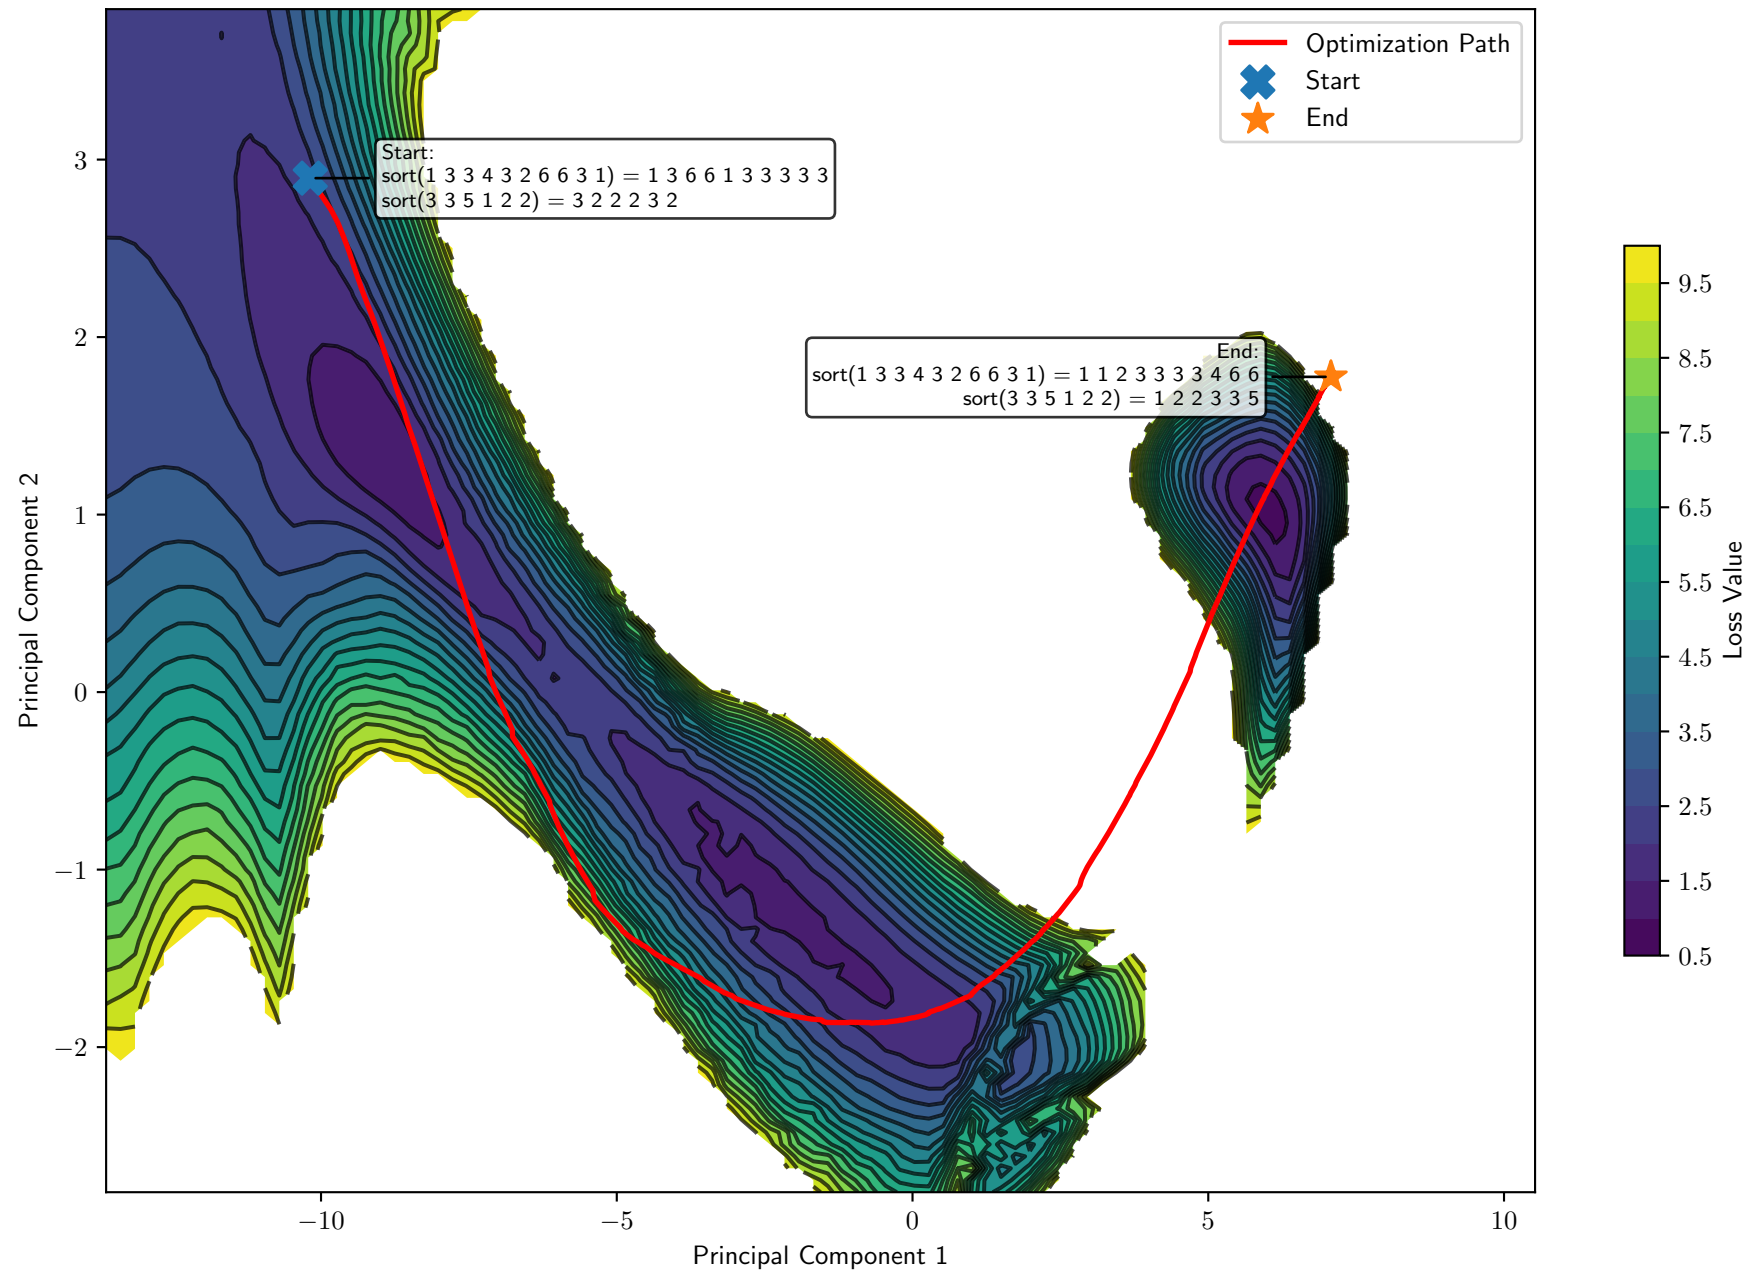 Optimization Path
Start
End
Start:
sort(1 3 3 4 3 2 6 6 3 1) = 1 3 6 6 1 3 3 3 3 3
sort(3 3 5 1 2 2) = 3 2 2 2 3 2
End:
sort(1 3 3 4 3 2 6 6 3 1) = 1 1 2 3 3 3 3 4 6 6
sort(3 3 5 1 2 2) = 1 2 2 3 3 5
3
2
1
0
−1
−2
Principal Component 2
−10
−5
0
5
10
Principal Component 1
9.5
8.5
7.5
6.5
5.5
4.5
3.5
2.5
1.5
0.5
Loss Value